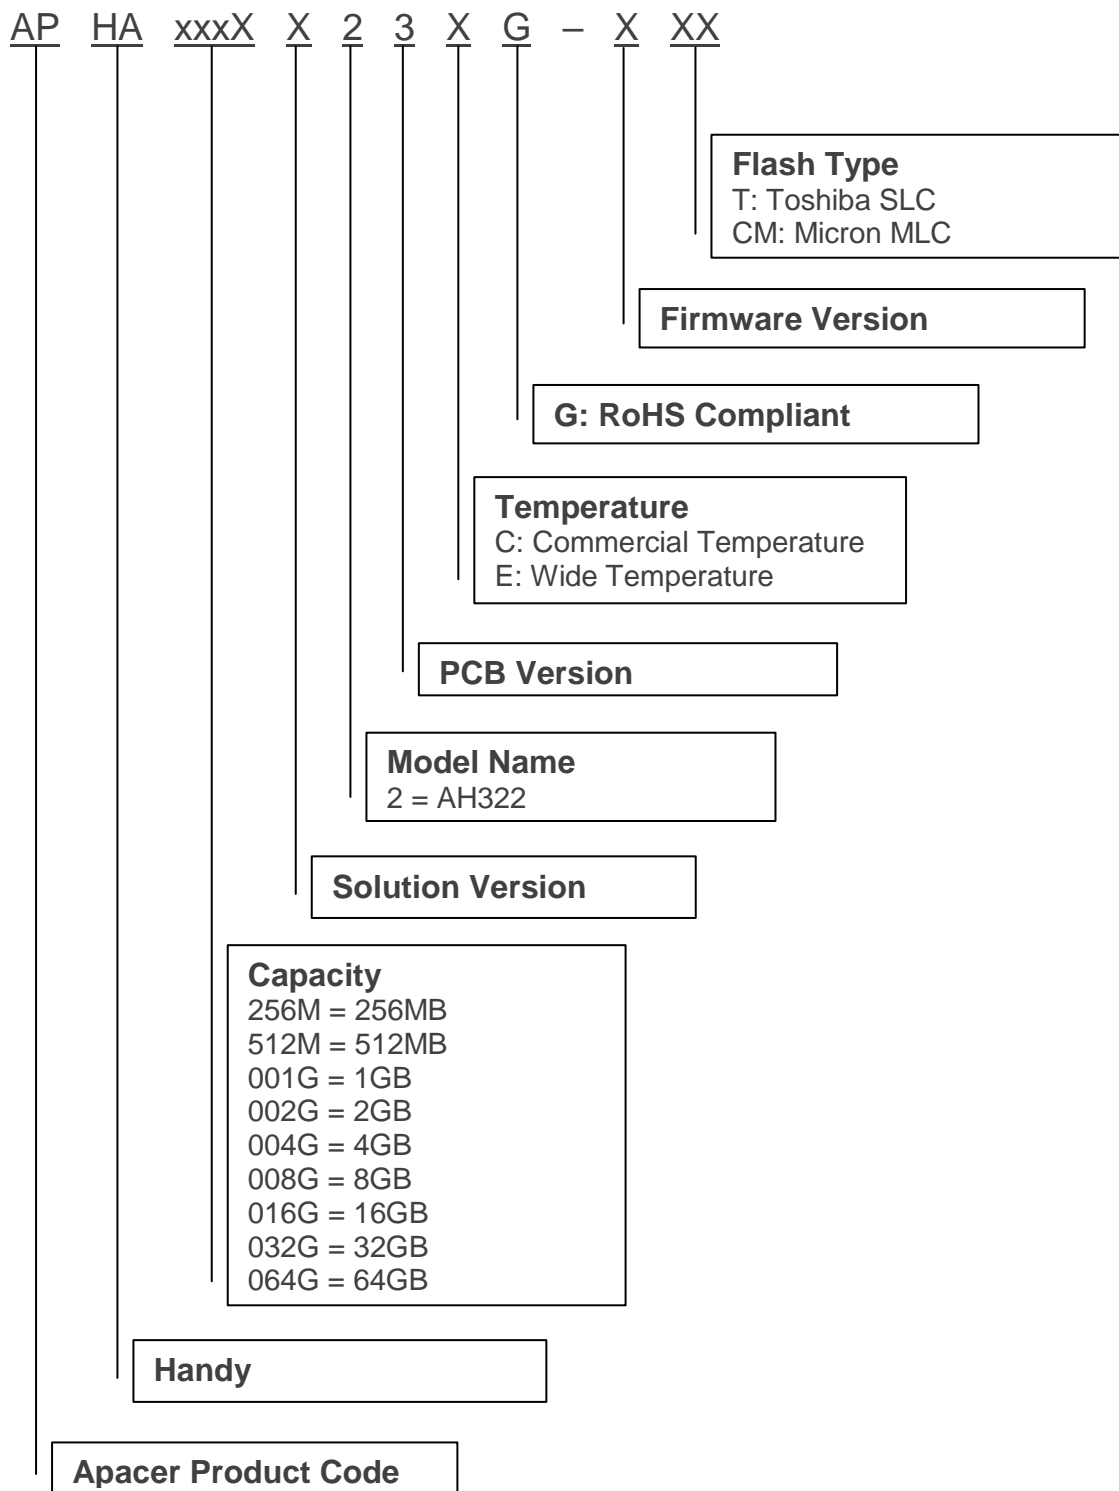 AP HA xxxX X 2 3 X G – X XX
Flash Type
T: Toshiba SLC
CM: Micron MLC
Firmware Version
G: RoHS Compliant
Temperature
C: Commercial Temperature
E: Wide Temperature
PCB Version
Model Name
2 = AH322
Solution Version
Capacity
256M = 256MB
512M = 512MB
001G = 1GB
002G = 2GB
004G = 4GB
008G = 8GB
016G = 16GB
032G = 32GB
064G = 64GB
Handy
Apacer Product Code